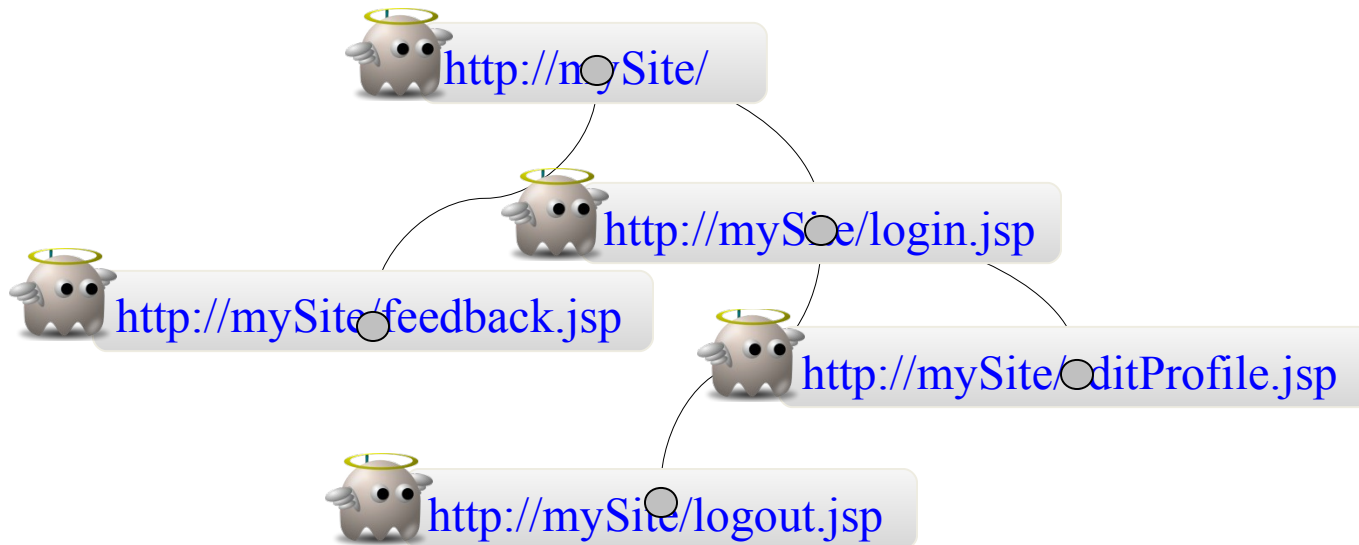 http://mySite/
http://mySite/login.jsp
http://mySite/feedback.jsp
http://mySite/editProfile.jsp
http://mySite/logout.jsp